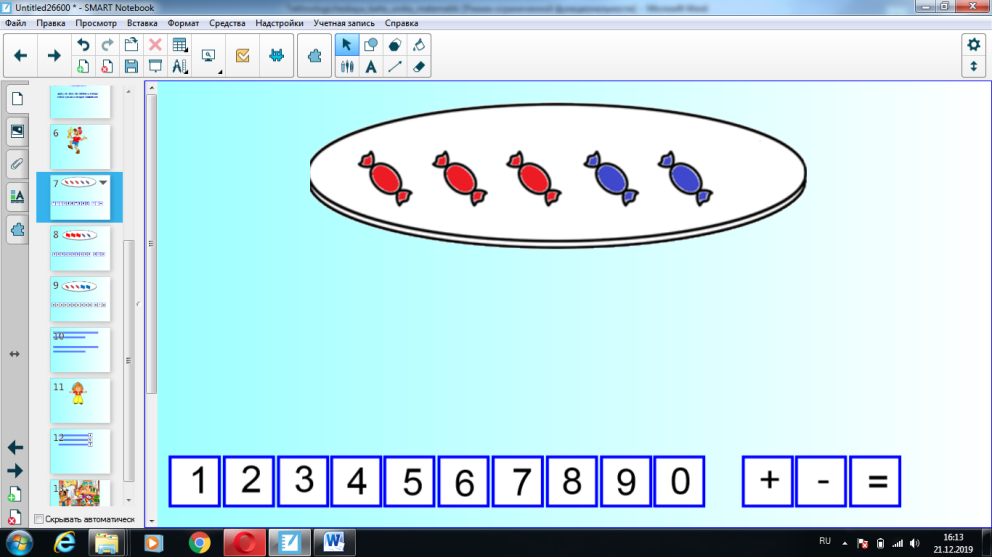 Untitled26600 * - SMART Notebook
Файл Правка Просмотр Вставка Формат Средства Надстройки Учетная запись Справка
6
7
8
9
10
11
12
1 2 3 4 5 6 7 8 9 0 + - =
Скрывать автоматическ
RU
16:13
21.12.2019